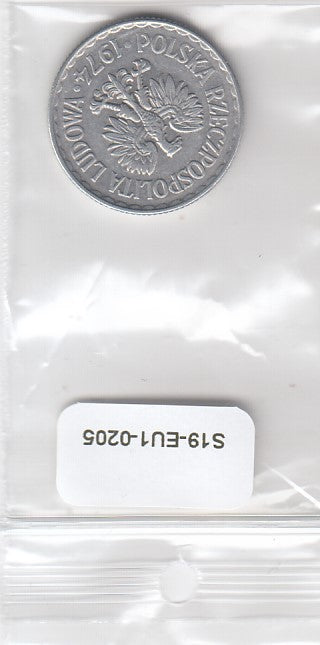 POLSKA RZECZPOSPOLITA LUDOWA • 1974 •
S19-EU1-0205